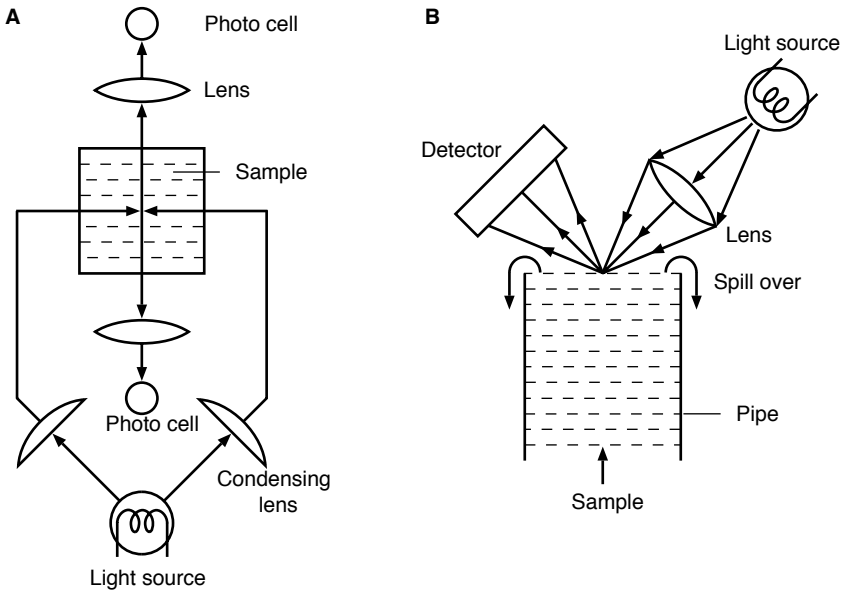 A
Photo cell
Lens
Sample
Photo cell
Condensing
lens
Light source
B
Light source
Detector
Lens
Spill over
Pipe
Sample